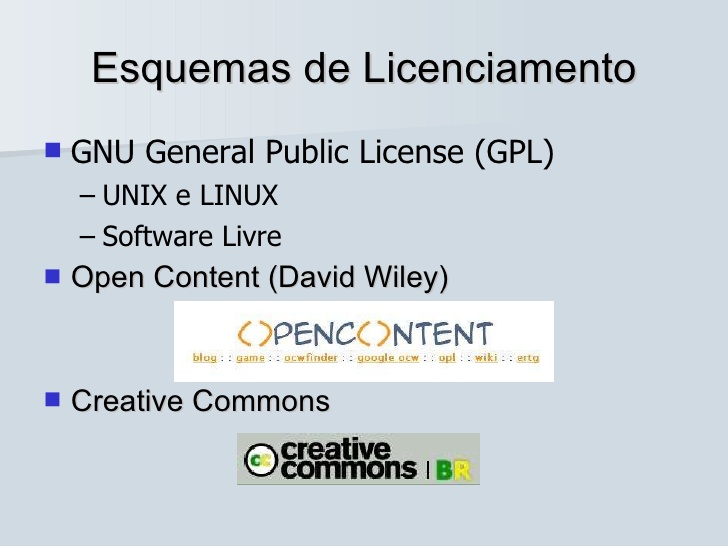 Esquemas de Licenciamento
GNU General Public License (GPL)
– UNIX e LINUX
– Software Livre
Open Content (David Wiley)
()PENC()NTENT
blog : : game : : ocwfinder : : google ocw : : opl : : wiki : : ertg
Creative Commons
cc creative
commons | BR